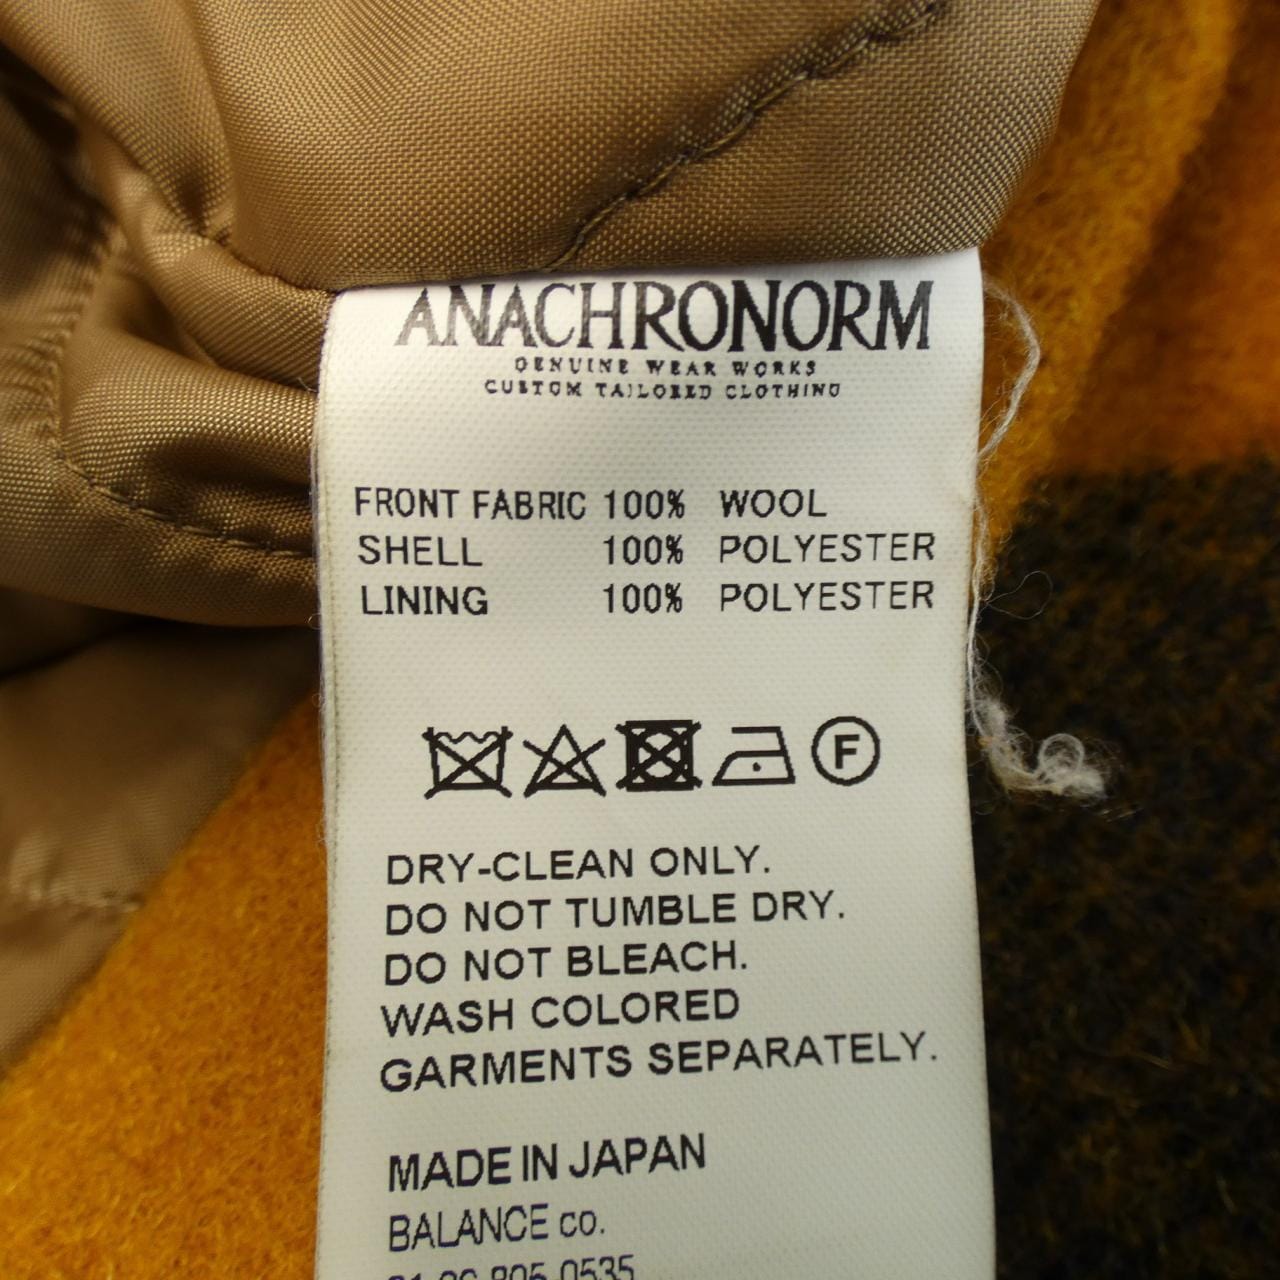 ANACHRONORM
GENUINE WEAR WORKS
CUSTOM TAILORED CLOTHING
FRONT FABRIC 100% WOOL
SHELL 100% POLYESTER
LINING 100% POLYESTER
F
DRY-CLEAN ONLY.
DO NOT TUMBLE DRY.
DO NOT BLEACH.
WASH COLORED
GARMENTS SEPARATELY.
MADE IN JAPAN
BALANCE co.